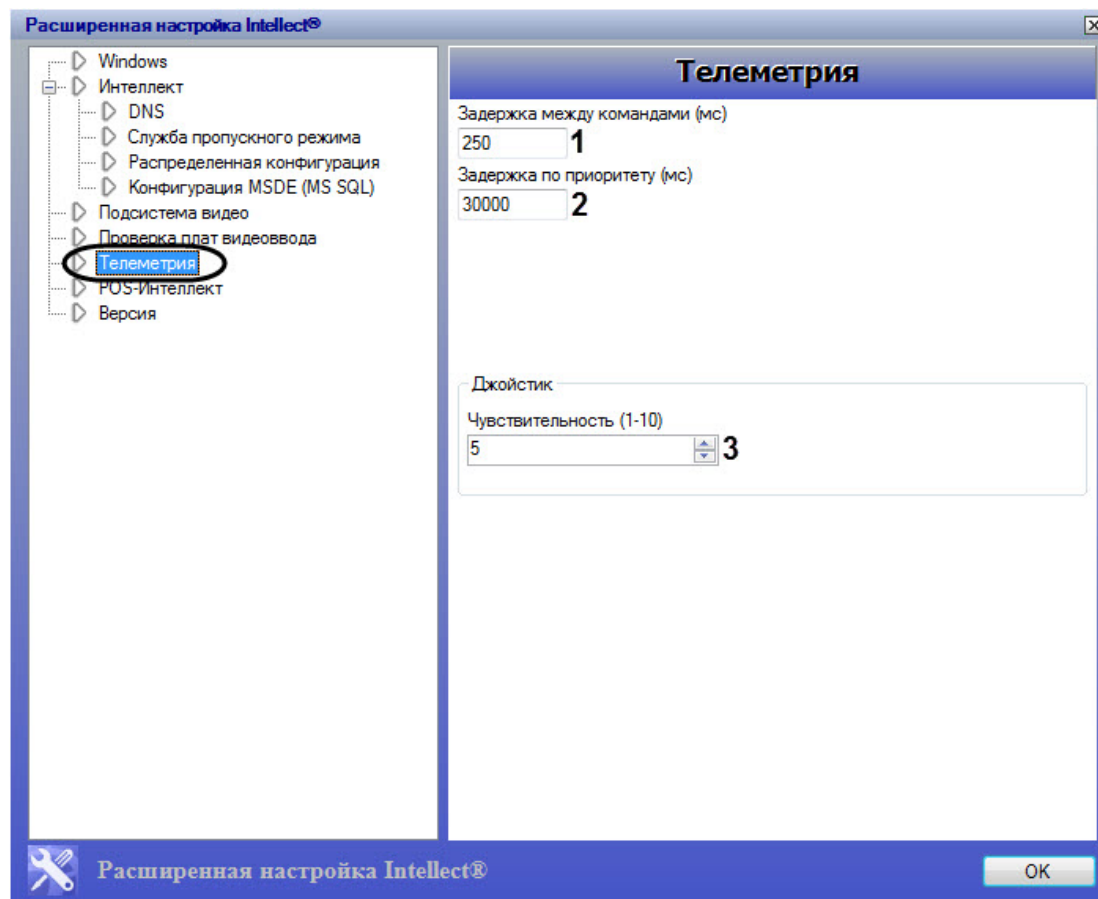 Расширенная настройка Intellect®
Windows
Интеллект
DNS
Служба пропускного режима
Распределенная конфигурация
Конфигурация MSDE (MS SQL)
Подсистема видео
Проверка плат видеоввода
Телеметрия
POS-Интеллект
Версия
Телеметрия
Задержка между командами (мс)
250 1
Задержка по приоритету (мс)
30000 2
Джойстик
Чувствительность (1-10)
5 3
Расширенная настройка Intellect®
OK